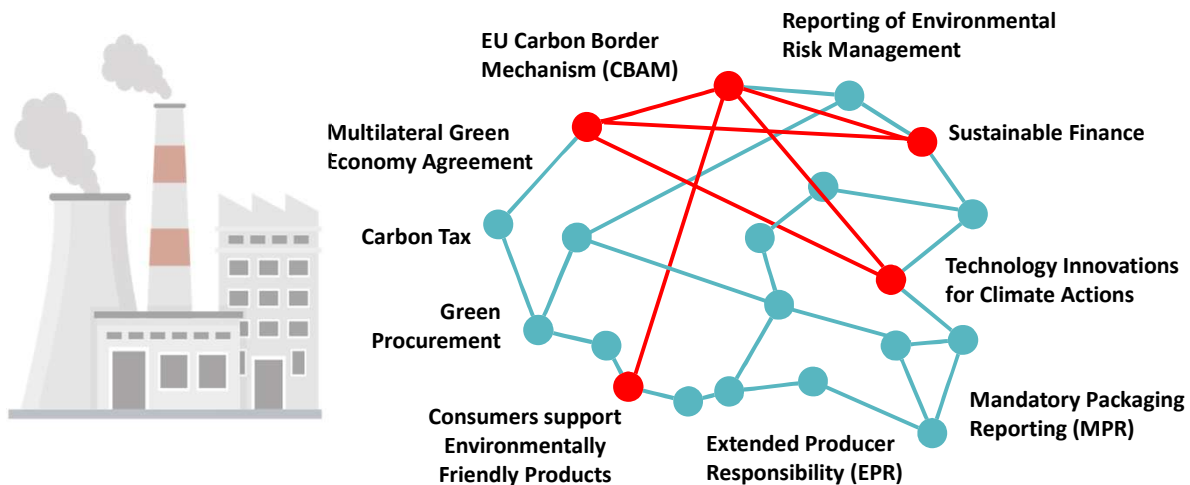 EU Carbon Border
Mechanism (CBAM)
Reporting of Environmental
Risk Management
Multilateral Green
Economy Agreement
Sustainable Finance
Carbon Tax
Technology Innovations
for Climate Actions
Green
Procurement
Consumers support
Environmentally
Friendly Products
Extended Producer
Responsibility (EPR)
Mandatory Packaging
Reporting (MPR)